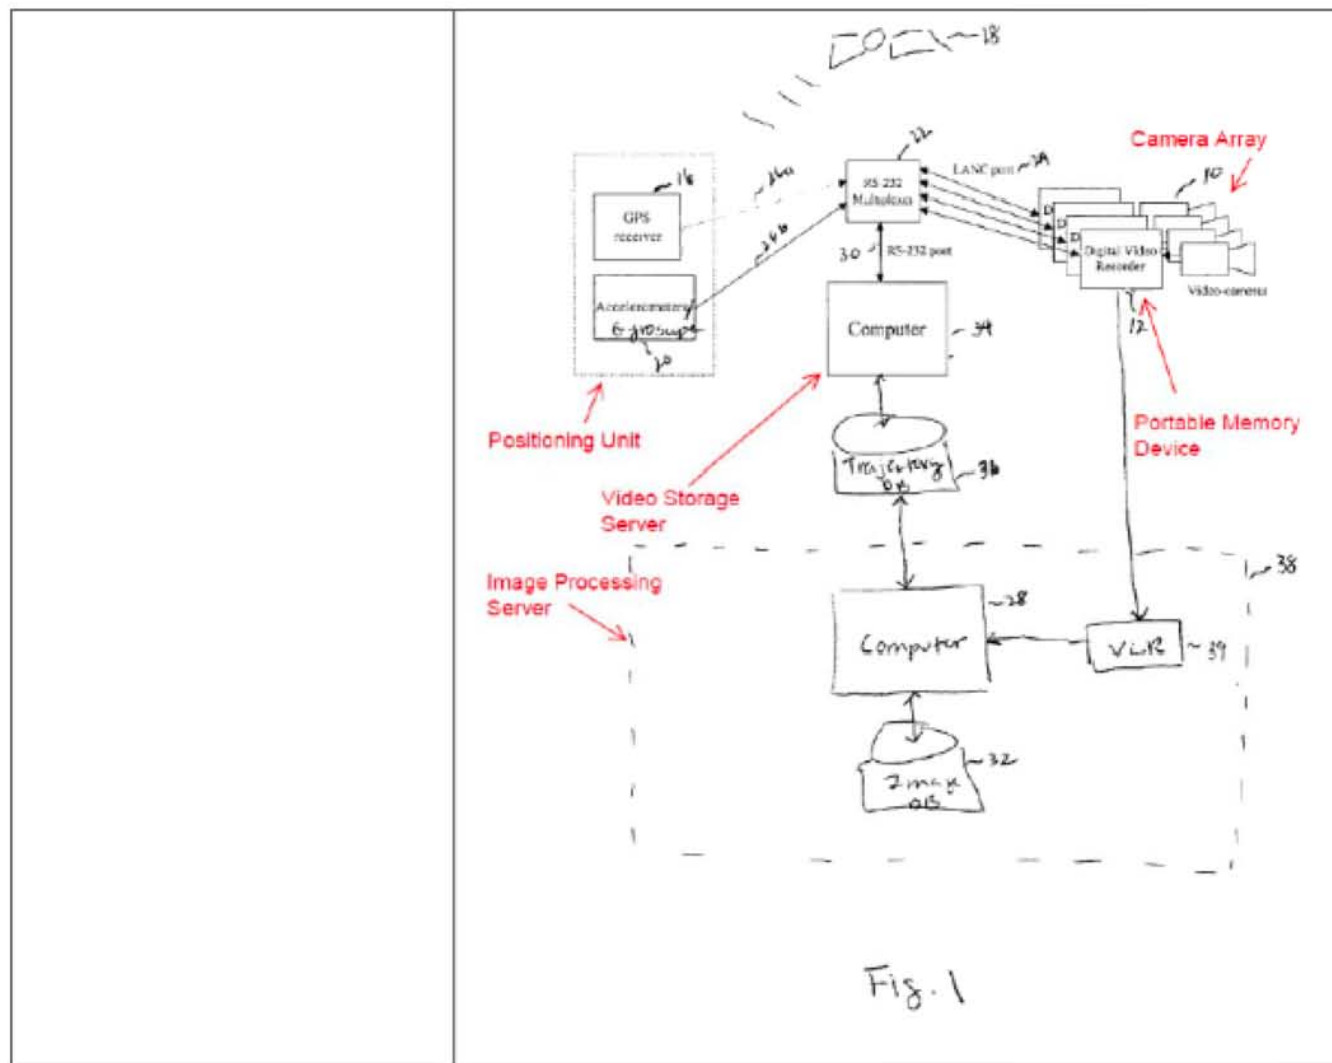 18
Camera Array
22
16
26a
LANC port 24
10
GPS
receiver
RS-232
Multiplexer
D
D
D
26b
30
RS-232 port
Digital Video
Recorder
Video-cameras
Accelerometer,
Gyroscope
20
12
Computer
34
Positioning Unit
Portable Memory
Device
Trajectory
DB
36
Video Storage
Server
Image Processing
Server
38
28
Computer
VCR
39
32
Image
DB
Fig. 1